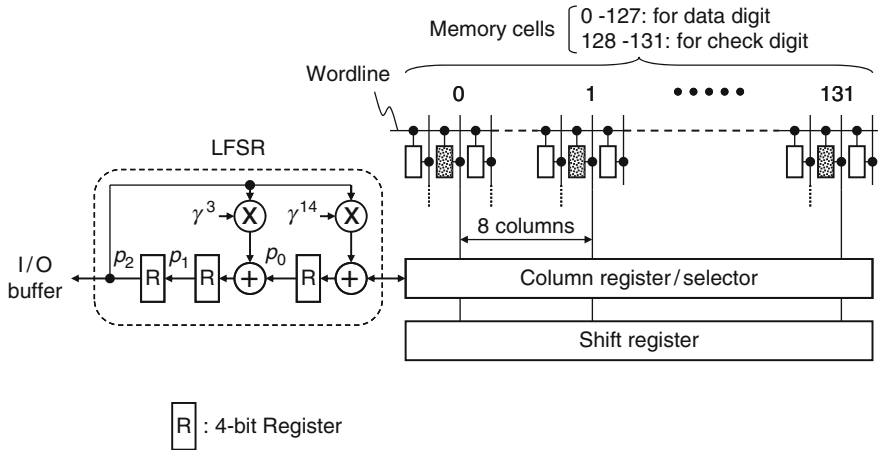 Memory cells
0 -127: for data digit
128 -131: for check digit
Wordline
0 1 ••••• 131
LFSR
γ³ X γ¹⁴ X
8 columns
I/O buffer
p₂ R p₁ R + p₀ R +
Column register/selector
Shift register
R : 4-bit Register